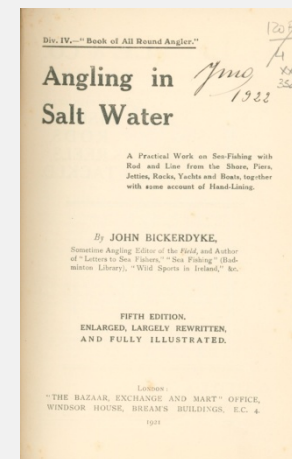 Div. IV.—"Book of All Round Angler."
Angling in
Salt Water
1922
A Practical Work on Sea-Fishing with
Rod and Line from the Shore, Piers,
Jetties, Rocks, Yachts and Boats, together
with some account of Hand-Lining.
By JOHN BICKERDYKE,
Sometime Angling Editor of the Field, and Author
of "Letters to Sea Fishers," "Sea Fishing" (Bad-
minton Library), "Wild Sports in Ireland," &c.
FIFTH EDITION,
ENLARGED, LARGELY REWRITTEN,
AND FULLY ILLUSTRATED.
London:
"THE BAZAAR, EXCHANGE AND MART" OFFICE,
WINDSOR HOUSE, BREAM'S BUILDINGS, E.C. 4.
1921